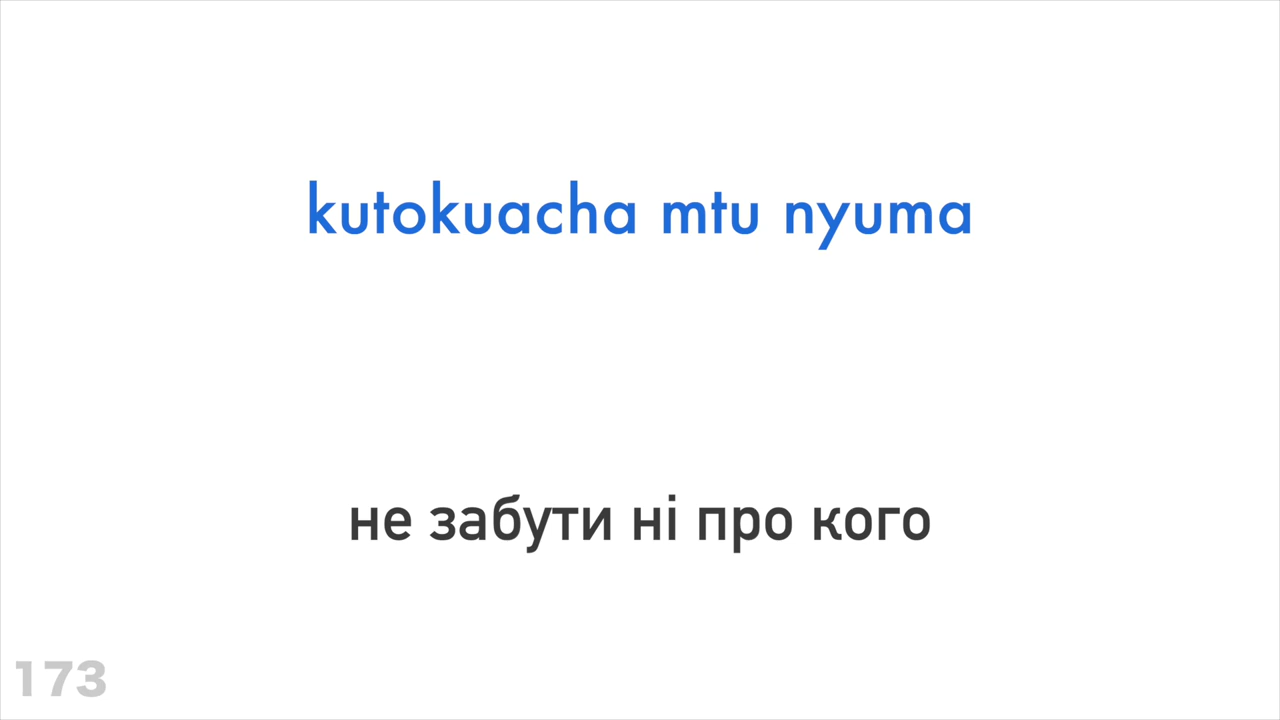 kutokuacha mtu nyuma
не забути ні про кого
173